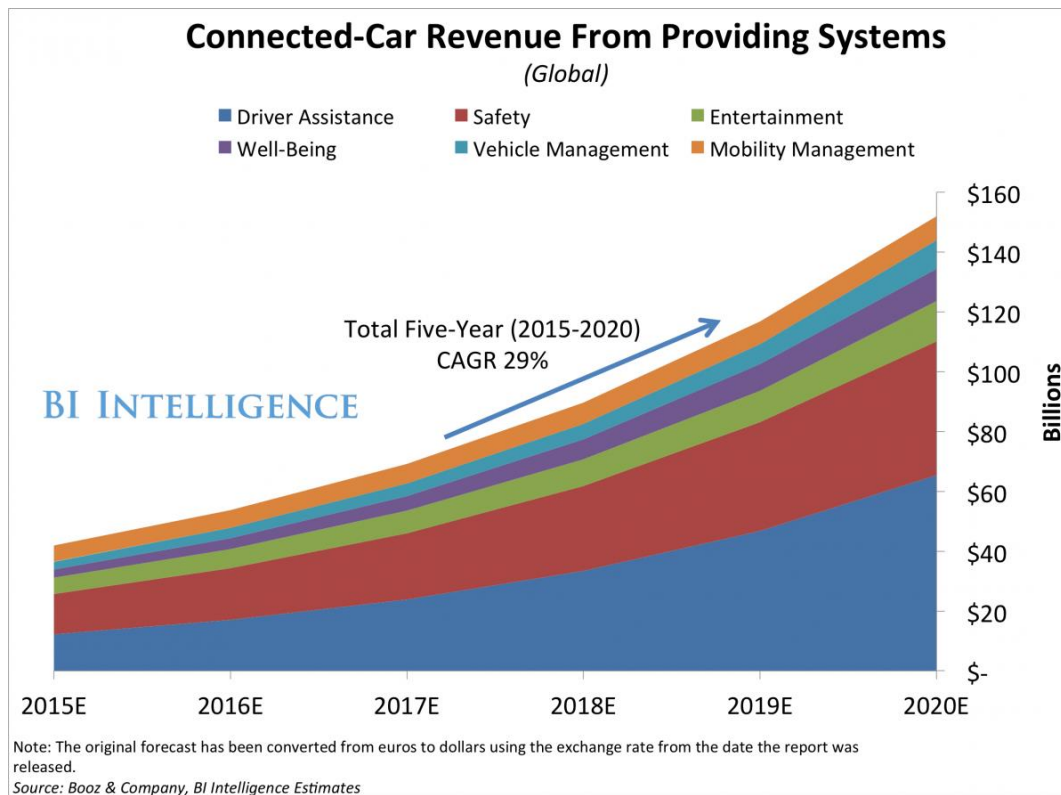 Connected-Car Revenue From Providing Systems
(Global)
Driver Assistance
Safety
Entertainment
Well-Being
Vehicle Management
Mobility Management
$160
$140
$120
$100
$80
$60
$40
$20
$-
Billions
Total Five-Year (2015-2020)
CAGR 29%
BI INTELLIGENCE
2015E
2016E
2017E
2018E
2019E
2020E
Note: The original forecast has been converted from euros to dollars using the exchange rate from the date the report was
released.
Source: Booz & Company, BI Intelligence Estimates